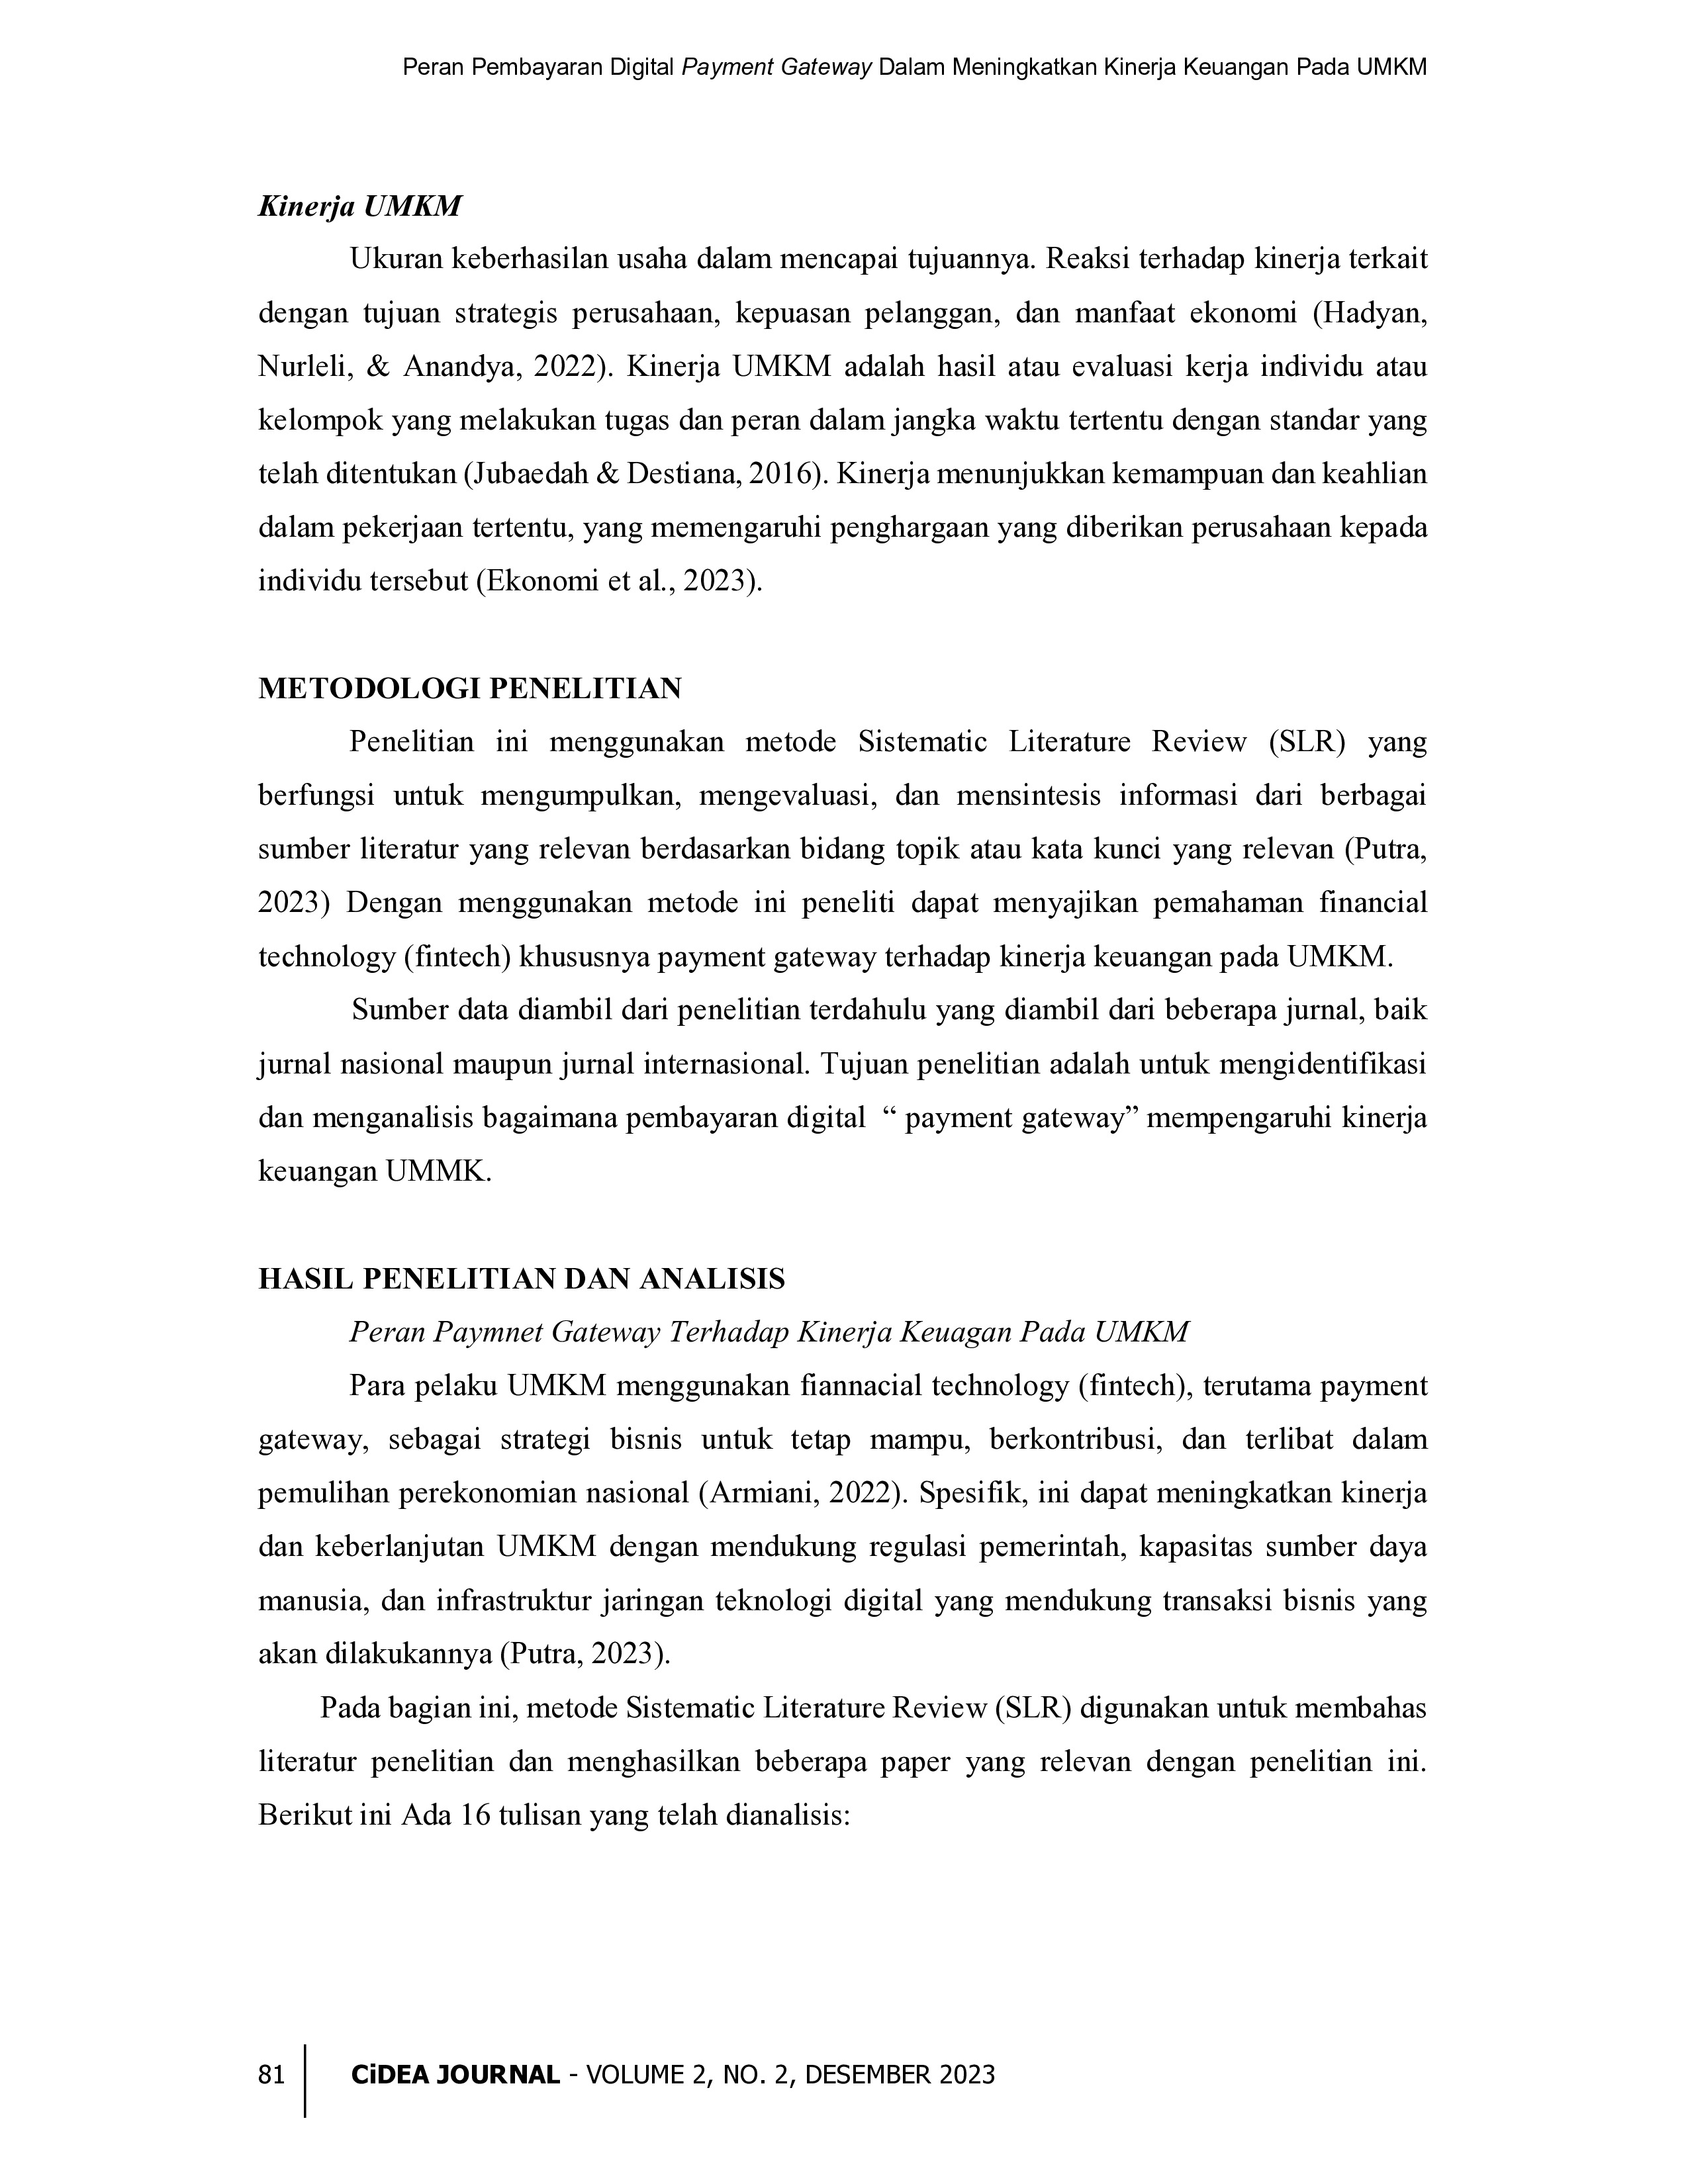 Peran Pembayaran Digital Payment Gateway Dalam Meningkatkan Kinerja Keuangan Pada UMKM
Kinerja UMKM
Ukuran keberhasilan usaha dalam mencapai tujuannya. Reaksi terhadap kinerja terkait
dengan tujuan strategis perusahaan, kepuasan pelanggan, dan manfaat ekonomi (Hadyan,
Nurleli, & Anandya, 2022). Kinerja UMKM adalah hasil atau evaluasi kerja individu atau
kelompok yang melakukan tugas dan peran dalam jangka waktu tertentu dengan standar yang
telah ditentukan (Jubaedah & Destiana, 2016). Kinerja menunjukkan kemampuan dan keahlian
dalam pekerjaan tertentu, yang memengaruhi penghargaan yang diberikan perusahaan kepada
individu tersebut (Ekonomi et al., 2023).
METODOLOGI PENELITIAN
Penelitian ini menggunakan metode Sistematic Literature Review (SLR) yang
berfungsi untuk mengumpulkan, mengevaluasi, dan mensintesis informasi dari berbagai
sumber literatur yang relevan berdasarkan bidang topik atau kata kunci yang relevan (Putra,
2023) Dengan menggunakan metode ini peneliti dapat menyajikan pemahaman financial
technology (fintech) khususnya payment gateway terhadap kinerja keuangan pada UMKM.
Sumber data diambil dari penelitian terdahulu yang diambil dari beberapa jurnal, baik
jurnal nasional maupun jurnal internasional. Tujuan penelitian adalah untuk mengidentifikasi
dan menganalisis bagaimana pembayaran digital “ payment gateway” mempengaruhi kinerja
keuangan UMMK.
HASIL PENELITIAN DAN ANALISIS
Peran Paymnet Gateway Terhadap Kinerja Keuagan Pada UMKM
Para pelaku UMKM menggunakan fiannacial technology (fintech), terutama payment
gateway, sebagai strategi bisnis untuk tetap mampu, berkontribusi, dan terlibat dalam
pemulihan perekonomian nasional (Armiani, 2022). Spesifik, ini dapat meningkatkan kinerja
dan keberlanjutan UMKM dengan mendukung regulasi pemerintah, kapasitas sumber daya
manusia, dan infrastruktur jaringan teknologi digital yang mendukung transaksi bisnis yang
akan dilakukannya (Putra, 2023).
Pada bagian ini, metode Sistematic Literature Review (SLR) digunakan untuk membahas
literatur penelitian dan menghasilkan beberapa paper yang relevan dengan penelitian ini.
Berikut ini Ada 16 tulisan yang telah dianalisis:
81 CiDEA JOURNAL - VOLUME 2, NO. 2, DESEMBER 2023